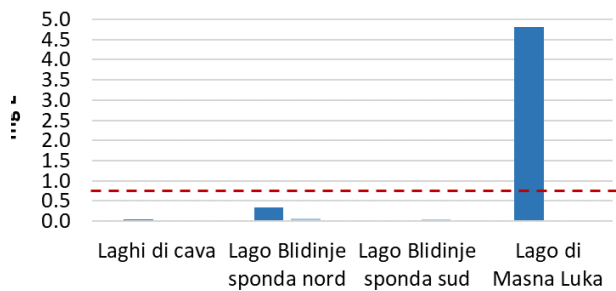 5.0
4.5
4.0
3.5
3.0
2.5
2.0
1.5
1.0
0.5
0.0
Laghi di cava
Lago Blidinje
sponda nord
Lago Blidinje
sponda sud
Lago di
Masna Luka